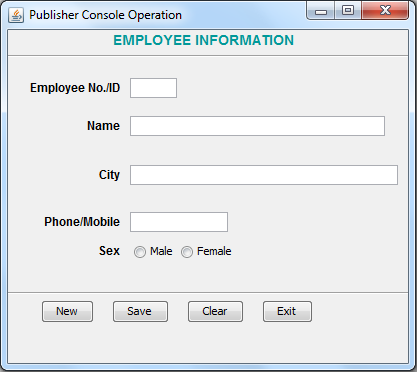 Publisher Console Operation
EMPLOYEE INFORMATION
Employee No./ID
Name
City
Phone/Mobile
Sex Male Female
New Save Clear Exit